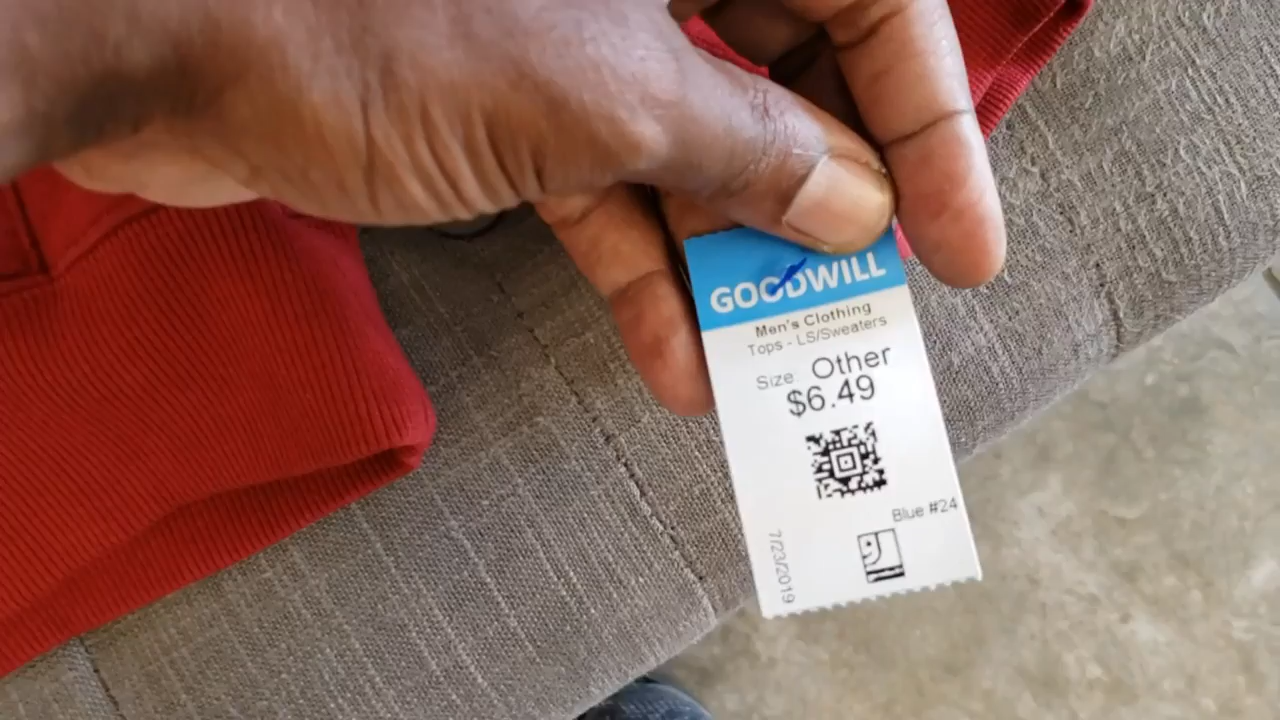 GOODWILL
Men's Clothing
Tops - LS/Sweaters
Size: Other
$6.49
Blue #24
7/23/2019